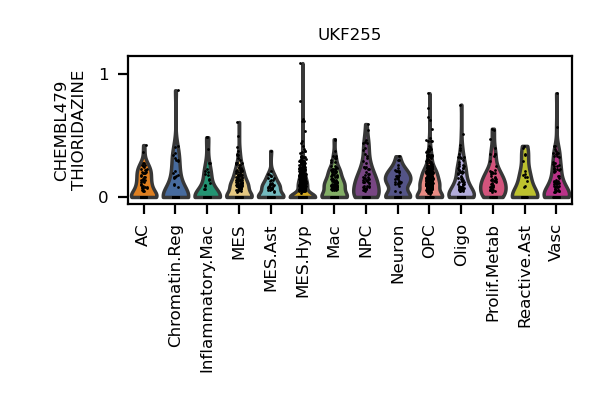 UKF255
CHEMBL479
THIORIDAZINE
1
0
AC
Chromatin.Reg
Inflammatory.Mac
MES
MES.Ast
MES.Hyp
Mac
NPC
Neuron
OPC
Oligo
Prolif.Metab
Reactive.Ast
Vasc